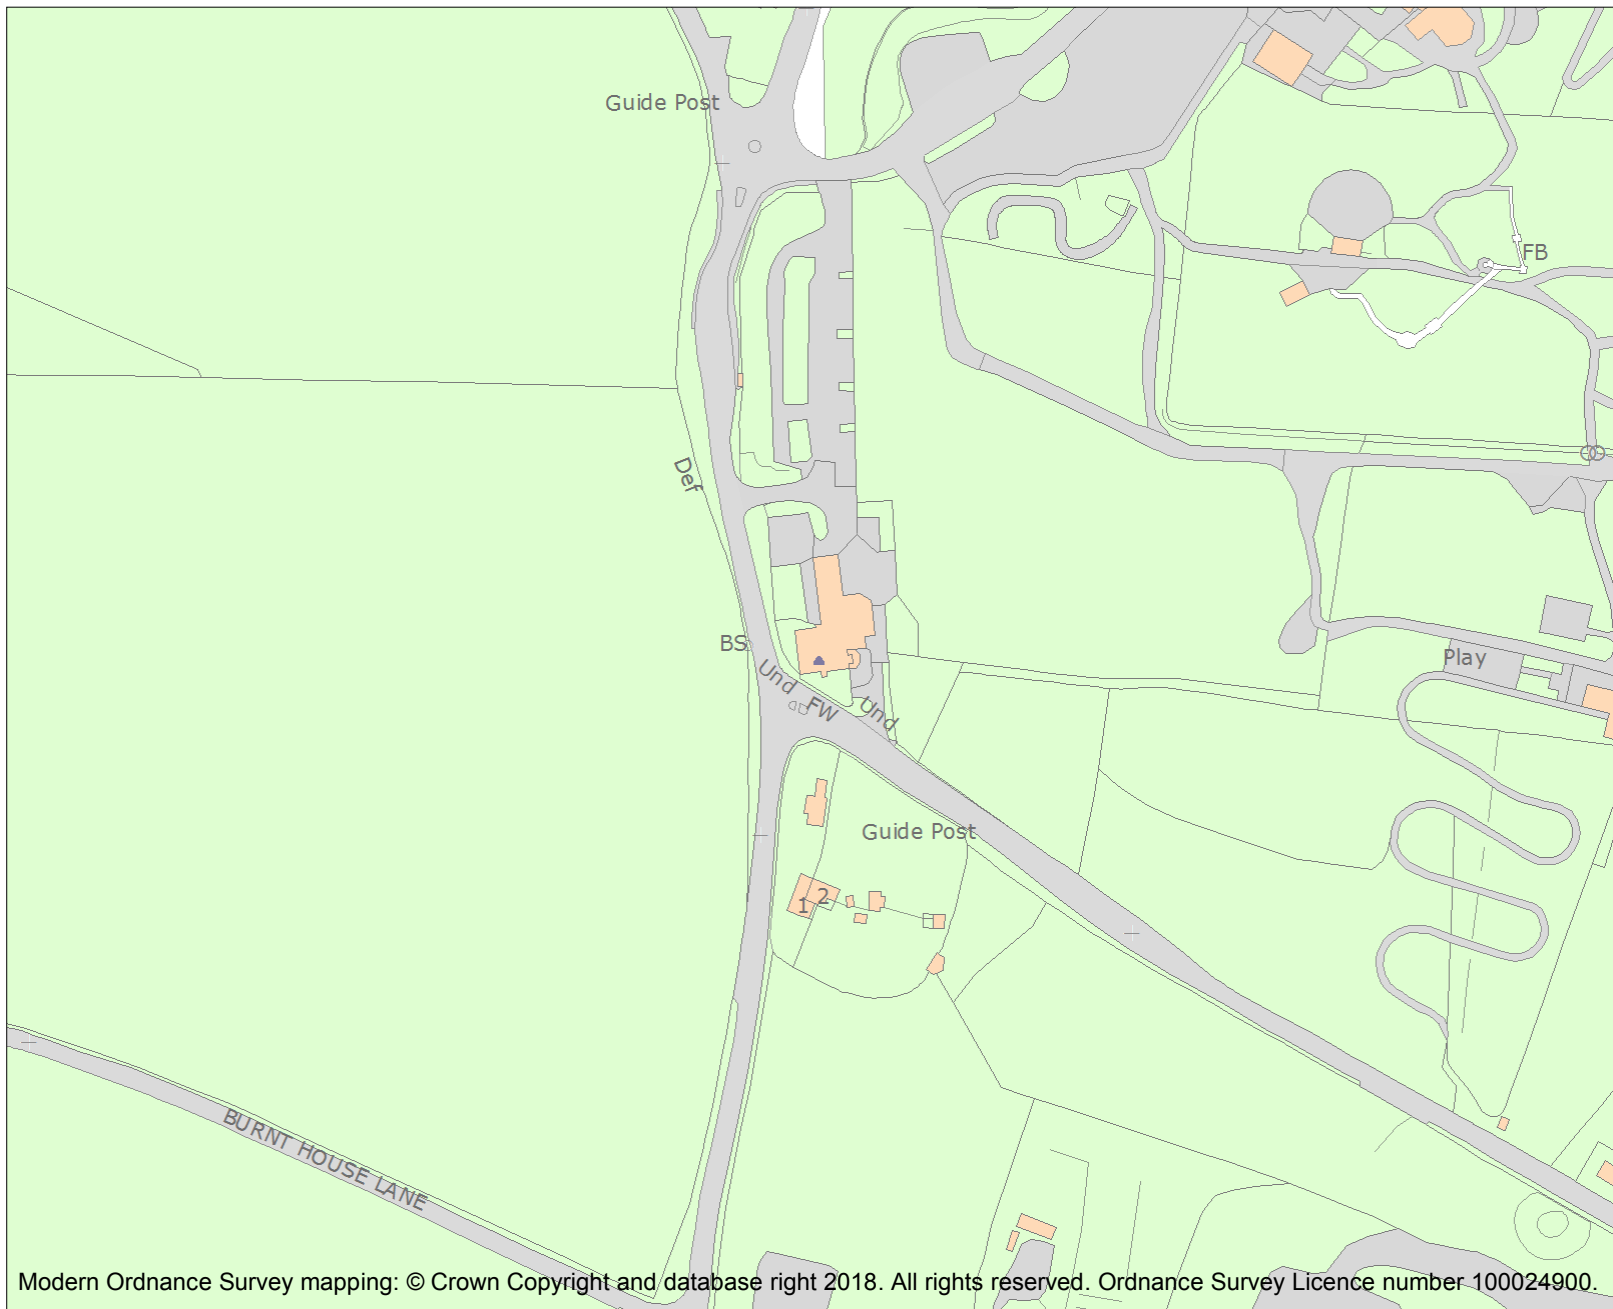 Guide Post
FB
Def
BS
Und
FW
Und
Play
Guide Post
2
1
BURNT HOUSE LANE
Modern Ordnance Survey mapping: © Crown Copyright and database right 2018. All rights reserved. Ordnance Survey Licence number 100024900.